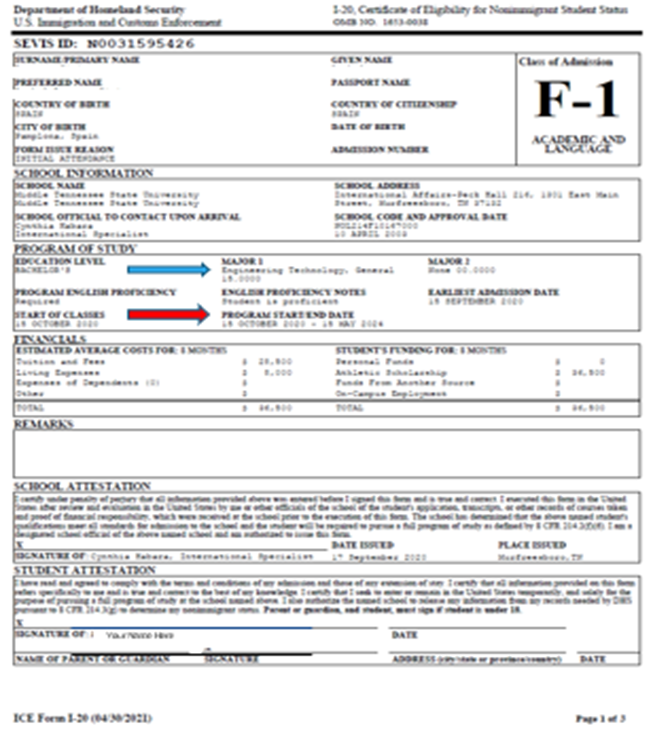 Department of Homeland Security
U.S. Immigration and Customs Enforcement
I-20, Certificate of Eligibility for Nonimmigrant Student Status
OMB NO. 1653-0038
SEVIS ID: N0031595426
SURNAME/PRIMARY NAME
GIVEN NAME
Class of Admission
PREFERRED NAME
PASSPORT NAME
F-1
COUNTRY OF BIRTH
COUNTRY OF CITIZENSHIP
SPAIN
SPAIN
CITY OF BIRTH
DATE OF BIRTH
ACADEMIC AND
LANGUAGE
Pamplona, Spain
FORM ISSUE REASON
ADMISSION NUMBER
INITIAL ATTENDANCE
SCHOOL INFORMATION
SCHOOL NAME
SCHOOL ADDRESS
Middle Tennessee State University
International Affairs-Peck Hall 216, 1301 East Main
Middle Tennessee State University
Street, Murfreesboro, TN 37132
SCHOOL OFFICIAL TO CONTACT UPON ARRIVAL
SCHOOL CODE AND APPROVAL DATE
Cynthia
International Specialist
10 APRIL 2003
PROGRAM OF STUDY
EDUCATION LEVEL
MAJOR 1
MAJOR 2
BACHELOR'S
Engineering Technology, General
None 00.0000
15.0000
PROGRAM ENGLISH PROFICIENCY
ENGLISH PROFICIENCY NOTES
EARLIEST ADMISSION DATE
Required
Student is proficient
15 SEPTEMBER 2020
START OF CLASSES
PROGRAM START/END DATE
15 OCTOBER 2020
15 OCTOBER 2020 - 15 MAY 2024
FINANCIALS
ESTIMATED AVERAGE COSTS FOR: MONTHS
STUDENT'S FUNDING FOR: MONTHS
Tuition and Fees $
Personal Funds $ 0
Living Expenses $
Athletic Scholarship $
Expenses of Dependents (0) $
Funds From Another Source $
Other $
On-Campus Employment $
TOTAL $
TOTAL $
REMARKS
SCHOOL ATTESTATION
I certify under penalty of perjury that all information provided above was entered before I signed this form and is true and correct. I executed this form in the United
States after review and evaluation in the United States by me or other officials of the school of the student's application, transcripts, or other records of courses taken
and proof of financial responsibility, which were received at the school prior to the execution of this form. The school has determined that the above named student's
qualifications meet all standards for admission to the school and the student will be required to pursue a full program of study as defined by 8 CFR 214.2(f)(6). I am a
designated school official of the above named school and am authorized to issue this form.
X
DATE ISSUED
PLACE ISSUED
SIGNATURE OF: Cynthia International Specialist
17 September 2020
Murfreesboro, TN
STUDENT ATTESTATION
I have read and agreed to comply with the terms and conditions of my admission and those of any extension of stay. I certify that all information provided on this form
refers specifically to me and is true and correct to the best of my knowledge. I certify that I seek to enter or remain in the United States temporarily, and solely for the
purpose of pursuing a full program of study at the school named above. I also authorize the named school to release any information from my records needed by DHS
pursuant to 8 CFR 214.3(g) to determine my nonimmigrant status. Parent or guardian, and student, must sign if student is under 18.
X
SIGNATURE OF:
DATE
NAME OF PARENT OR GUARDIAN
SIGNATURE
ADDRESS (city/state or province/country)
DATE
ICE Form I-20 (04/30/2021)
Page 1 of 3